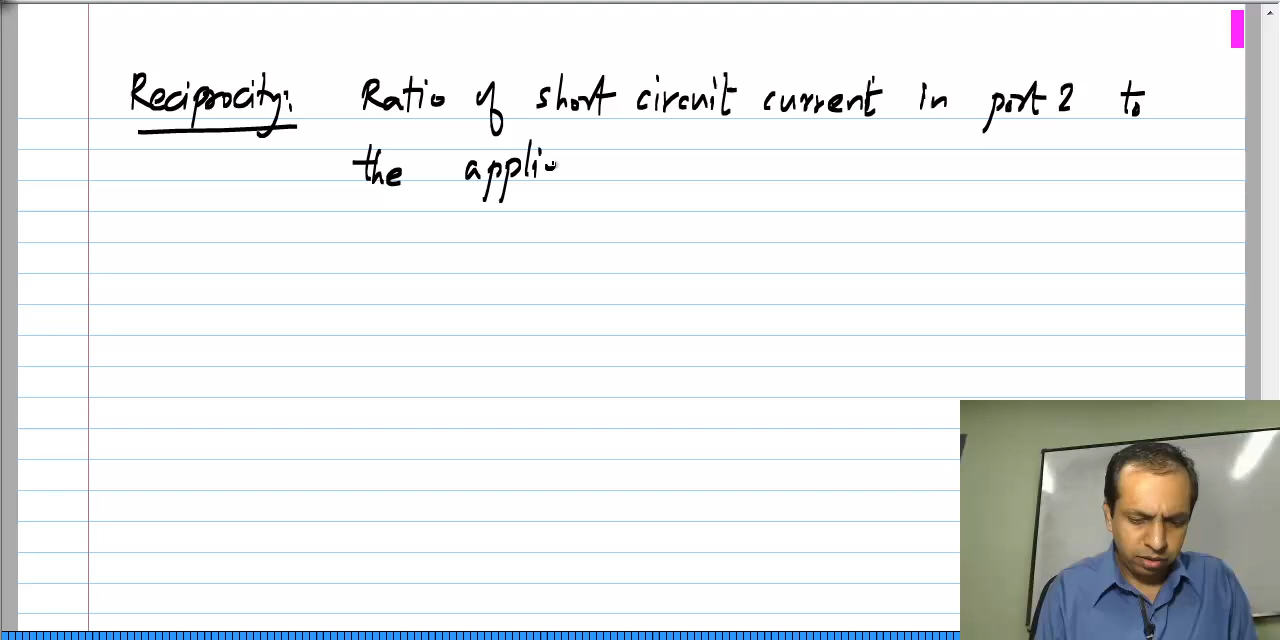 Reciprocity: Ratio of short circuit current in port 2 to
the applie